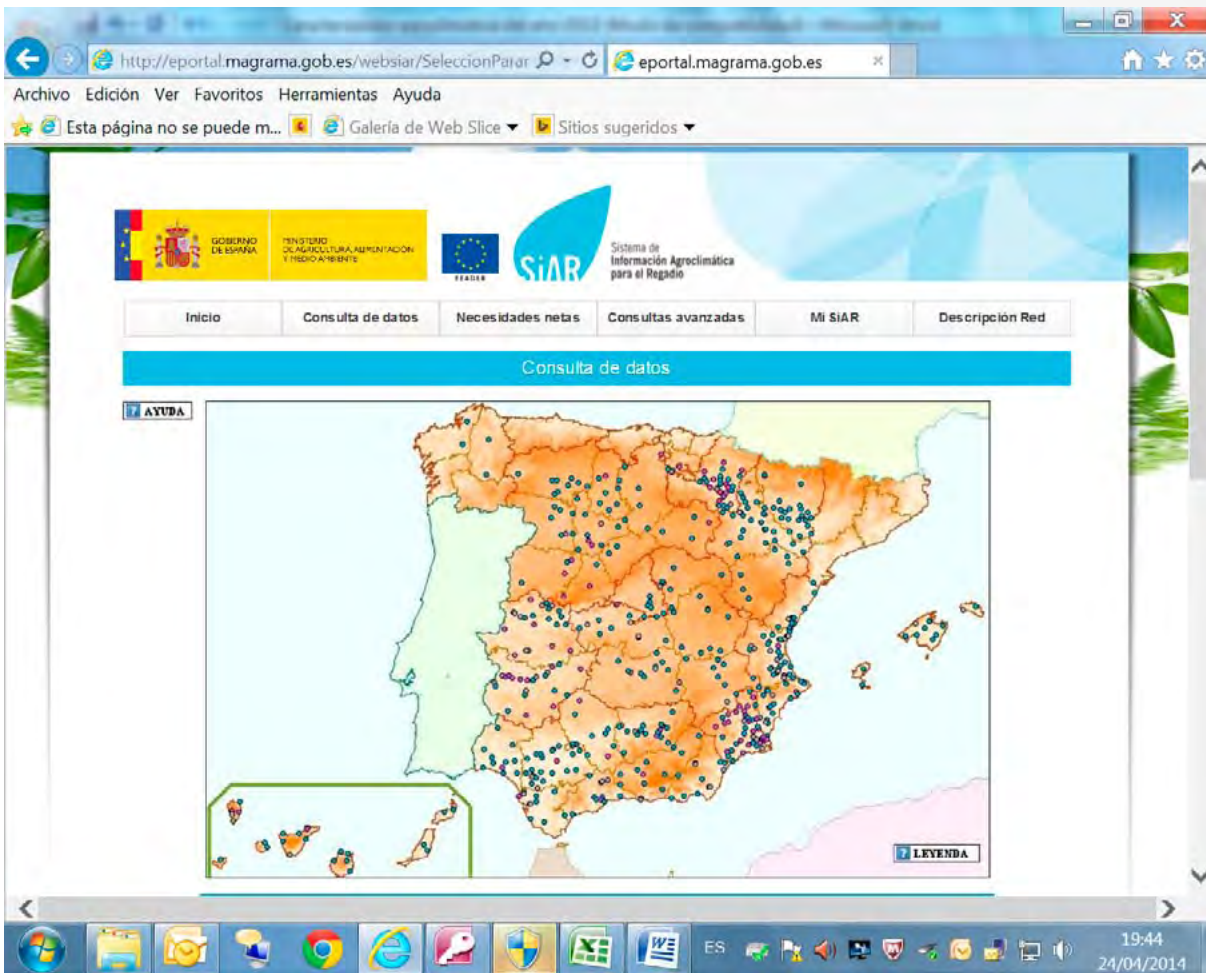 http://eportal.magrama.gob.es/websiar/SeleccionParar
eportal.magrama.gob.es
Archivo Edición Ver Favoritos Herramientas Ayuda
Esta página no se puede m... Galería de Web Slice Sitios sugeridos
GOBIERNO
DE ESPAÑA
MINISTERIO
DE AGRICULTURA, ALIMENTACIÓN
Y MEDIO AMBIENTE
FEADER
SiAR
Sistema de
Información Agroclimática
para el Regadío
Inicio Consulta de datos Necesidades netas Consultas avanzadas Mi SiAR Descripción Red
Consulta de datos
? AYUDA
? LEYENDA
ES
19:44
24/04/2014